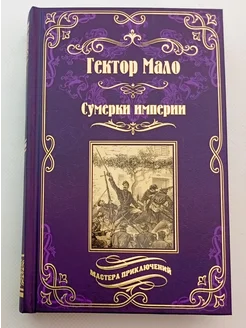 Гектор Мало
Сумерки империи
МАСТЕРА ПРИКЛЮЧЕНИЙ